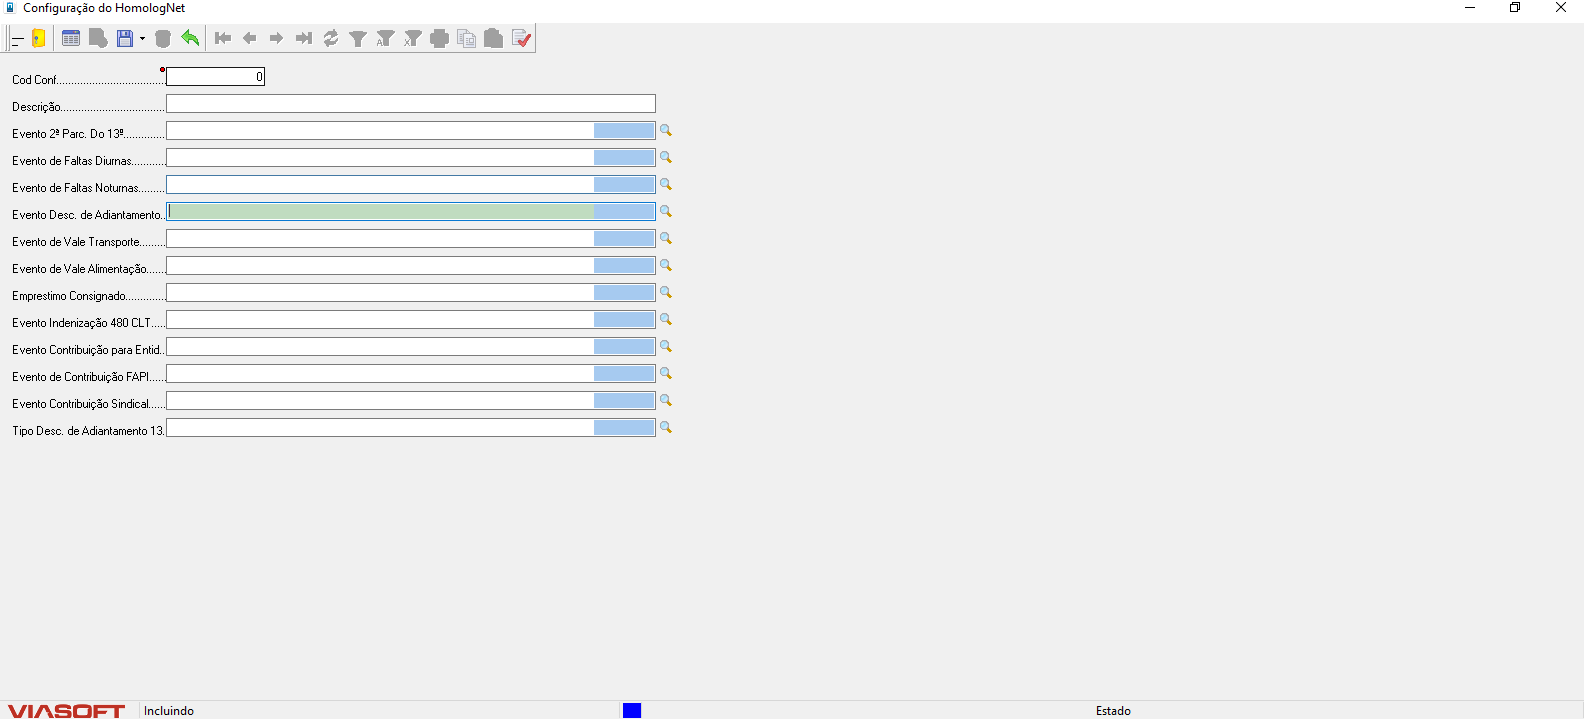 Configuração do HomologNet
Cod Conf.....................................
0
Descrição...................................
Evento 2ª Parc. Do 13º..............
Evento de Faltas Diurnas............
Evento de Faltas Noturnas.........
Evento Desc. de Adiantamento..
Evento de Vale Transporte.........
Evento de Vale Alimentação.......
Emprestimo Consignado..............
Evento Indenização 480 CLT.....
Evento Contribuição para Entid..
Evento de Contribuição FAPI......
Evento Contribuição Sindical......
Tipo Desc. de Adiantamento 13.
VIASOFT
Incluindo
Estado